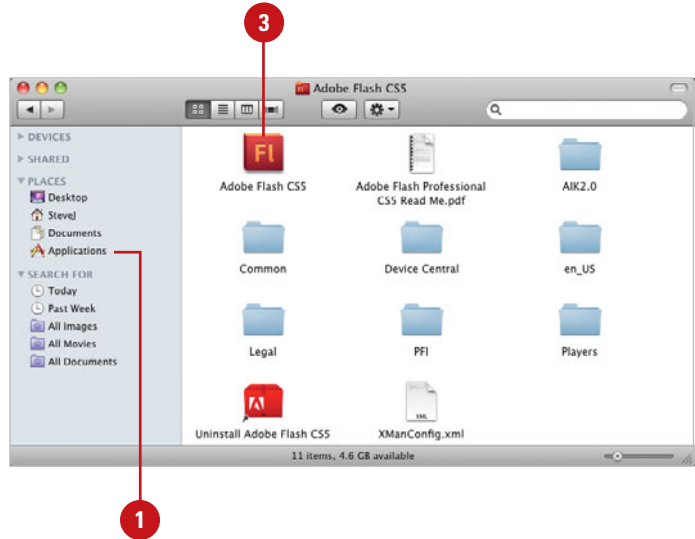 3
Adobe Flash CS5
DEVICES
SHARED
PLACES
Desktop
SteveJ
Documents
Applications
SEARCH FOR
Today
Past Week
All Images
All Movies
All Documents
Fl
Adobe Flash CS5
Adobe Flash Professional
CS5 Read Me.pdf
AIK2.0
Common
Device Central
en_US
Legal
PFI
Players
Uninstall Adobe Flash CS5
XML
XManConfig.xml
11 items, 4.6 GB available
1